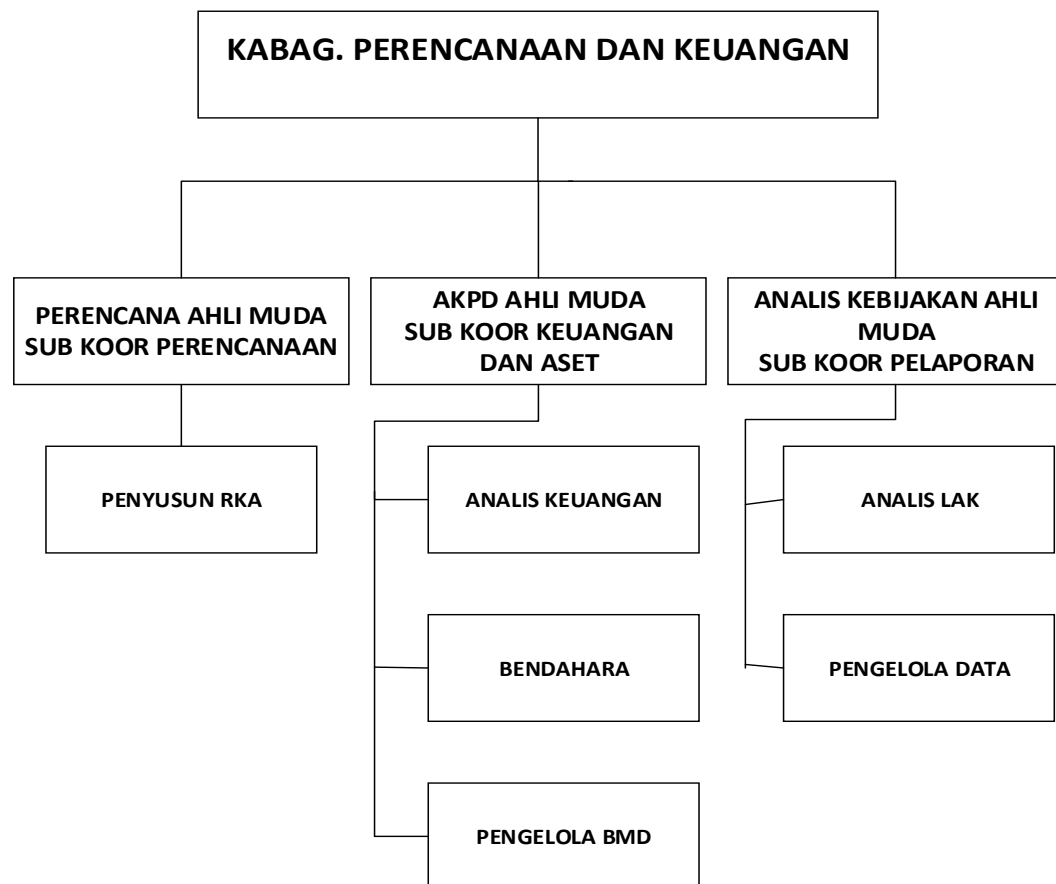 KABAG. PERENCANAAN DAN KEUANGAN
PERENCANA AHLI MUDA
SUB KOOR PERENCANAAN
AKPD AHLI MUDA
SUB KOOR KEUANGAN
DAN ASET
ANALIS KEBIJAKAN AHLI
MUDA
SUB KOOR PELAPORAN
PENYUSUN RKA
ANALIS KEUANGAN
ANALIS LAK
BENDAHARA
PENGELOLA DATA
PENGELOLA BMD